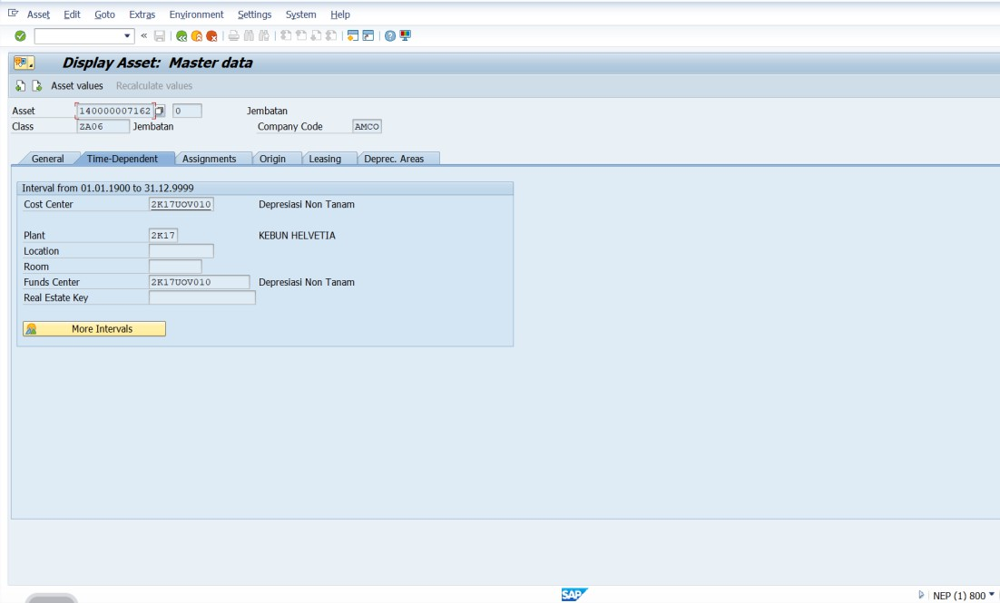 Asset Edit Goto Extras Environment Settings System Help
Display Asset: Master data
Asset values Recalculate values
Asset 140000007162 0 Jembatan
Class ZA06 Jembatan Company Code AMCO
General Time-Dependent Assignments Origin Leasing Deprec. Areas
Interval from 01.01.1900 to 31.12.9999
Cost Center 2K17UOV010 Depresiasi Non Tanam
Plant 2K17 KEBUN HELVETIA
Location
Room
Funds Center 2K17UOV010 Depresiasi Non Tanam
Real Estate Key
More Intervals
SAP NEP (1) 800